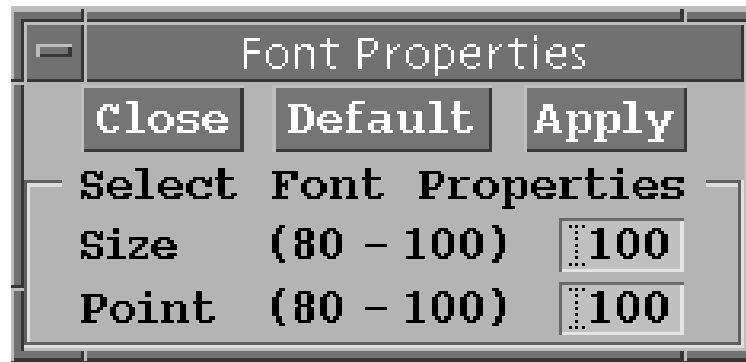 Font Properties
Close Default Apply
Select Font Properties
Size (80 - 100) 100
Point (80 - 100) 100